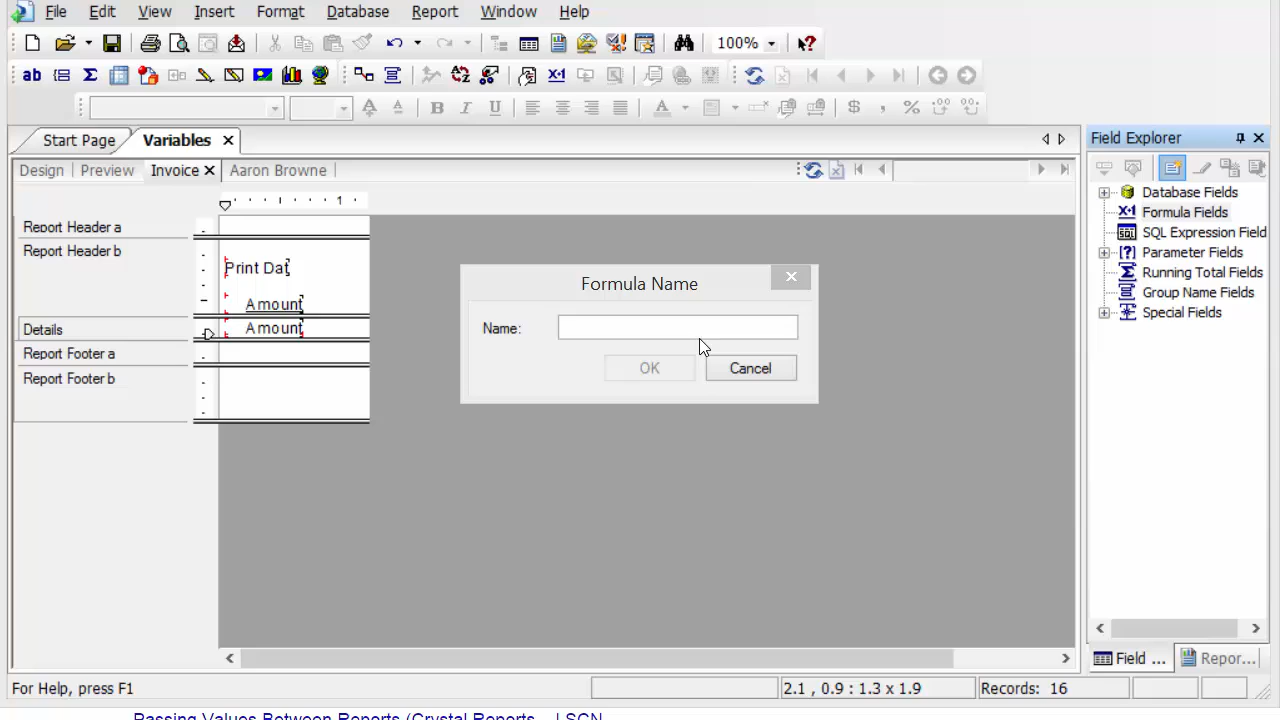 File Edit View Insert Format Database Report Window Help
100%
ab
B I U A $ , %
Start Page Variables
Design Preview Invoice Aaron Browne
1
Report Header a
Report Header b
Print Dat
Amount
Details
Amount
Report Footer a
Report Footer b
Formula Name
Name:
OK Cancel
Field Explorer
Database Fields
Formula Fields
SQL Expression Field
Parameter Fields
Running Total Fields
Group Name Fields
Special Fields
Field ... Repor...
For Help, press F1
2.1 , 0.9 : 1.3 x 1.9
Records: 16